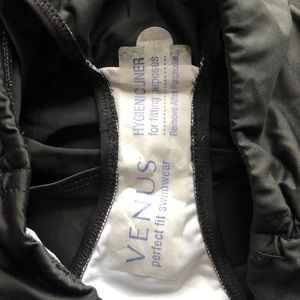 HYGIENIC LINER
for fitting purposes
Remove After Purchase
VENUS
perfect fit swimwear